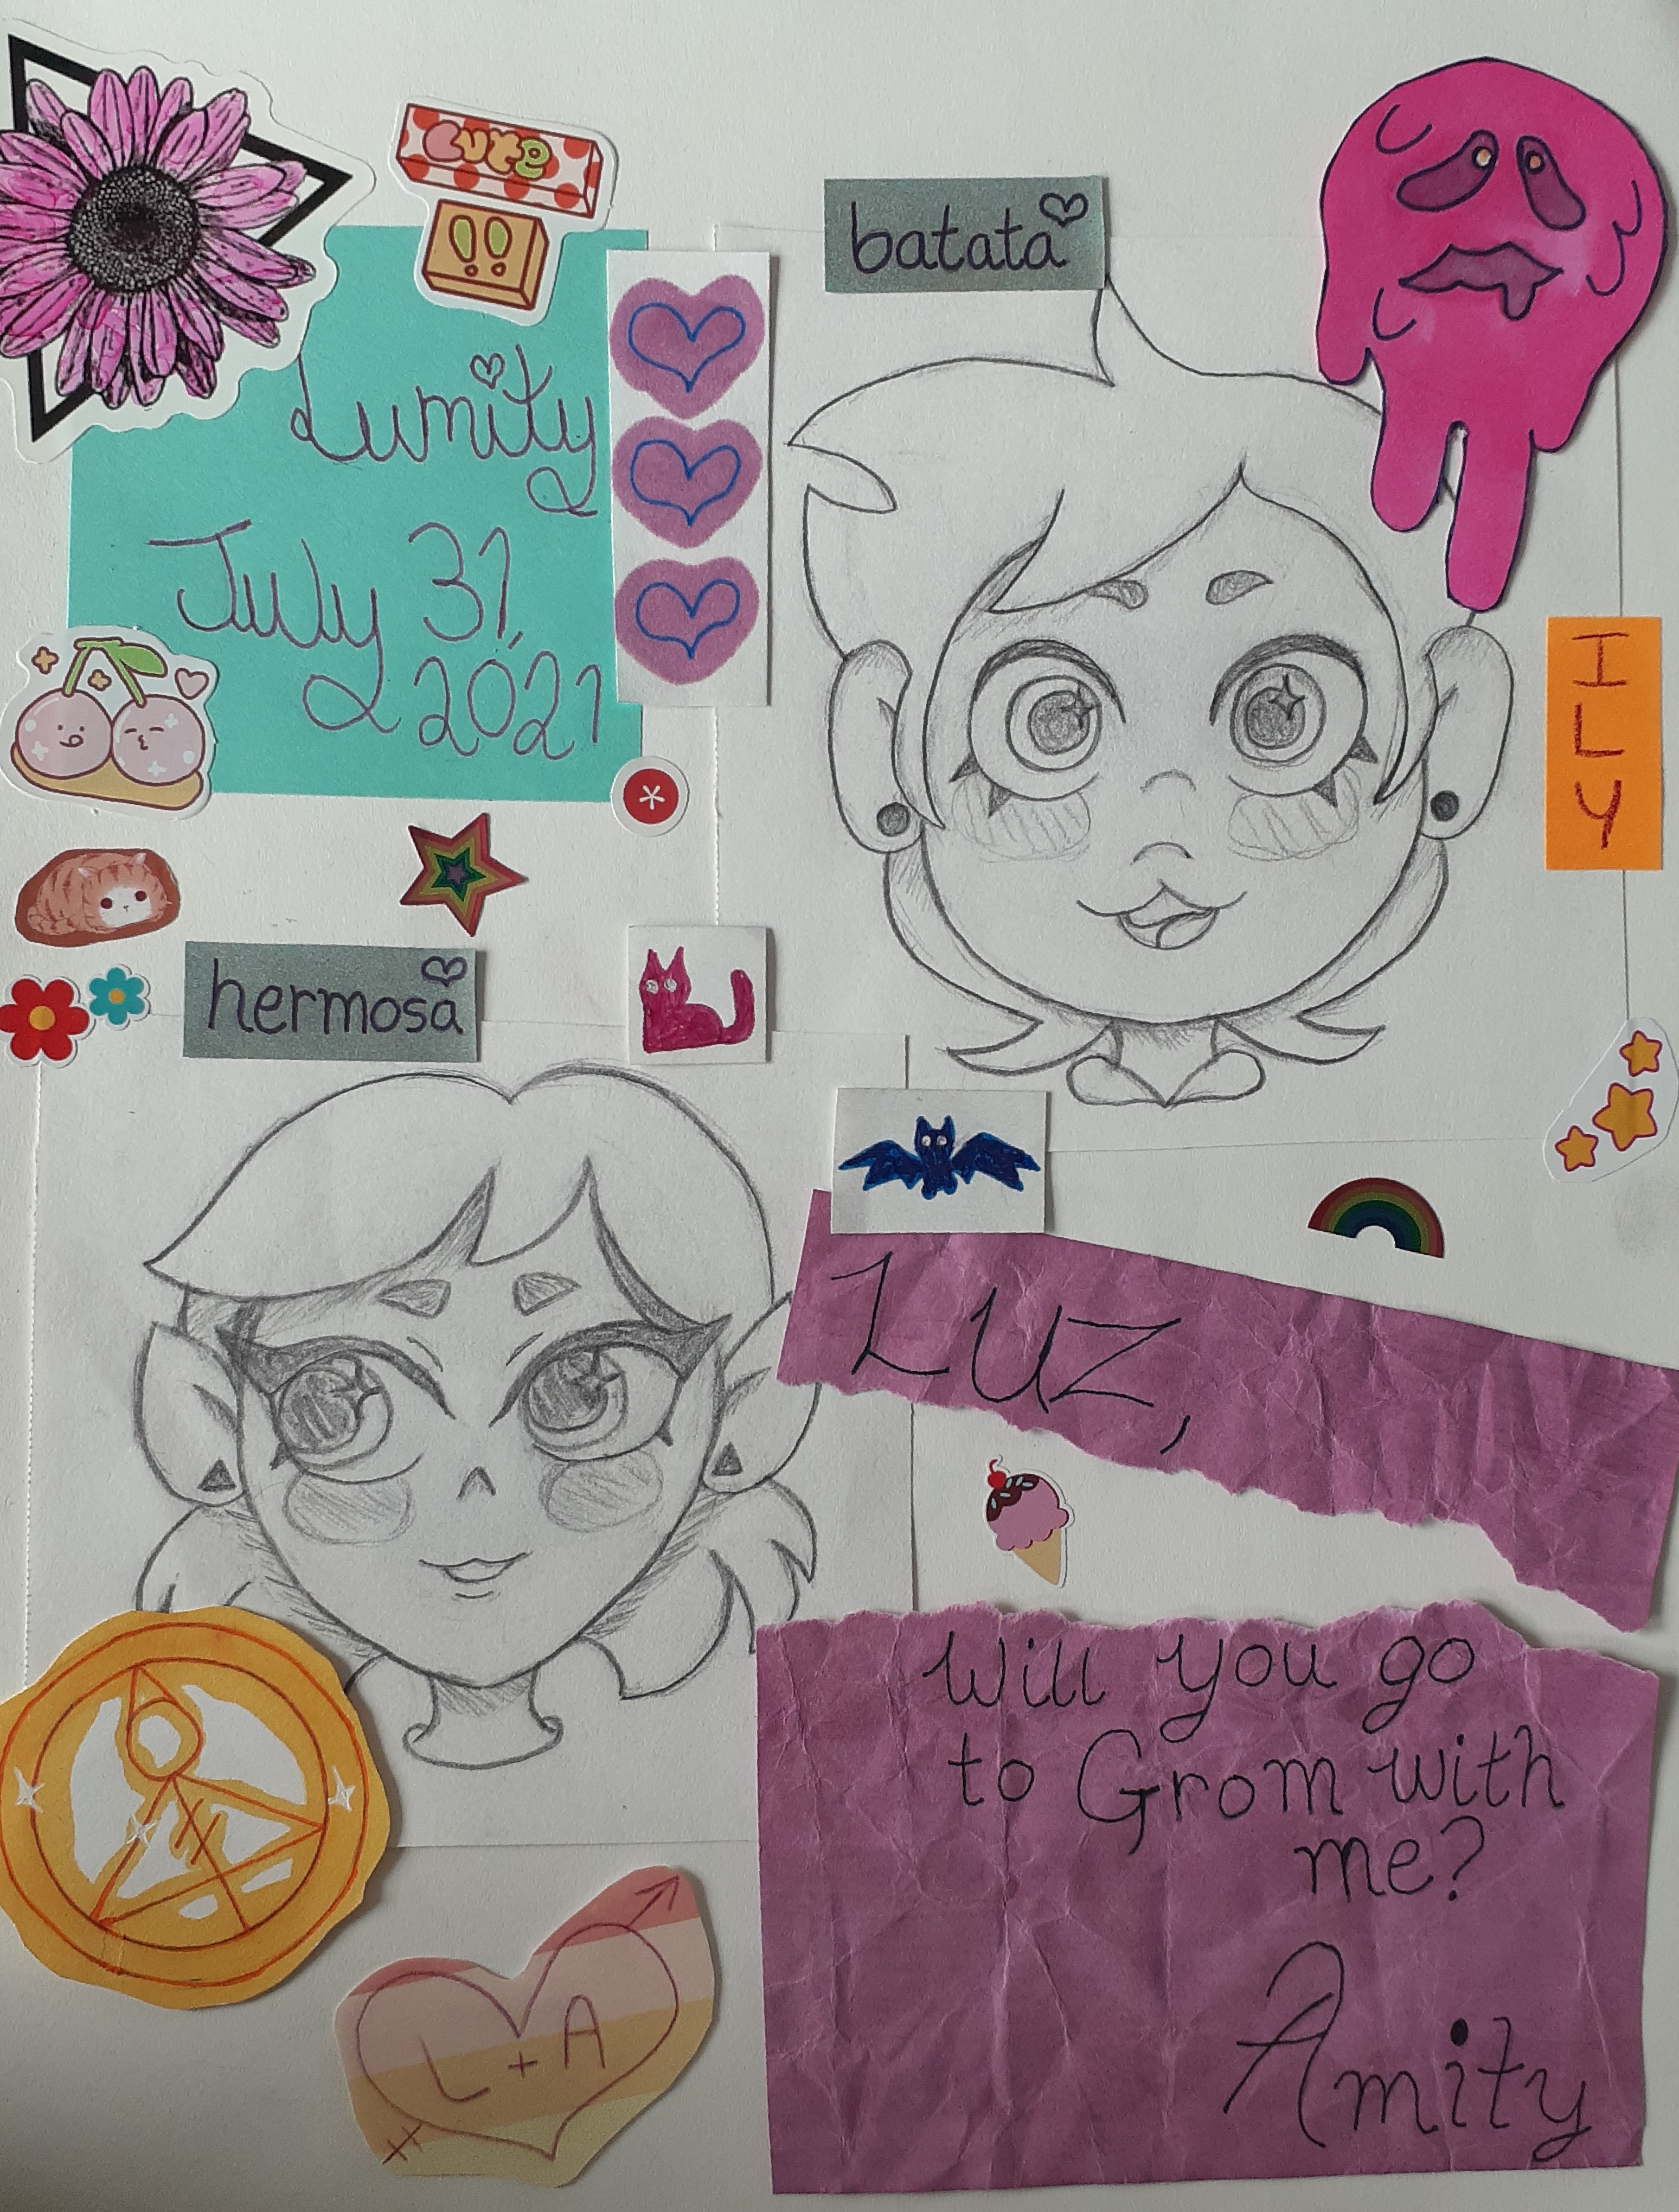 cute
!!
Lumity
July 31,
2021
batata
ILY
hermosa
Luz,
Will you go
to Grom with
me?
Amity
L + A